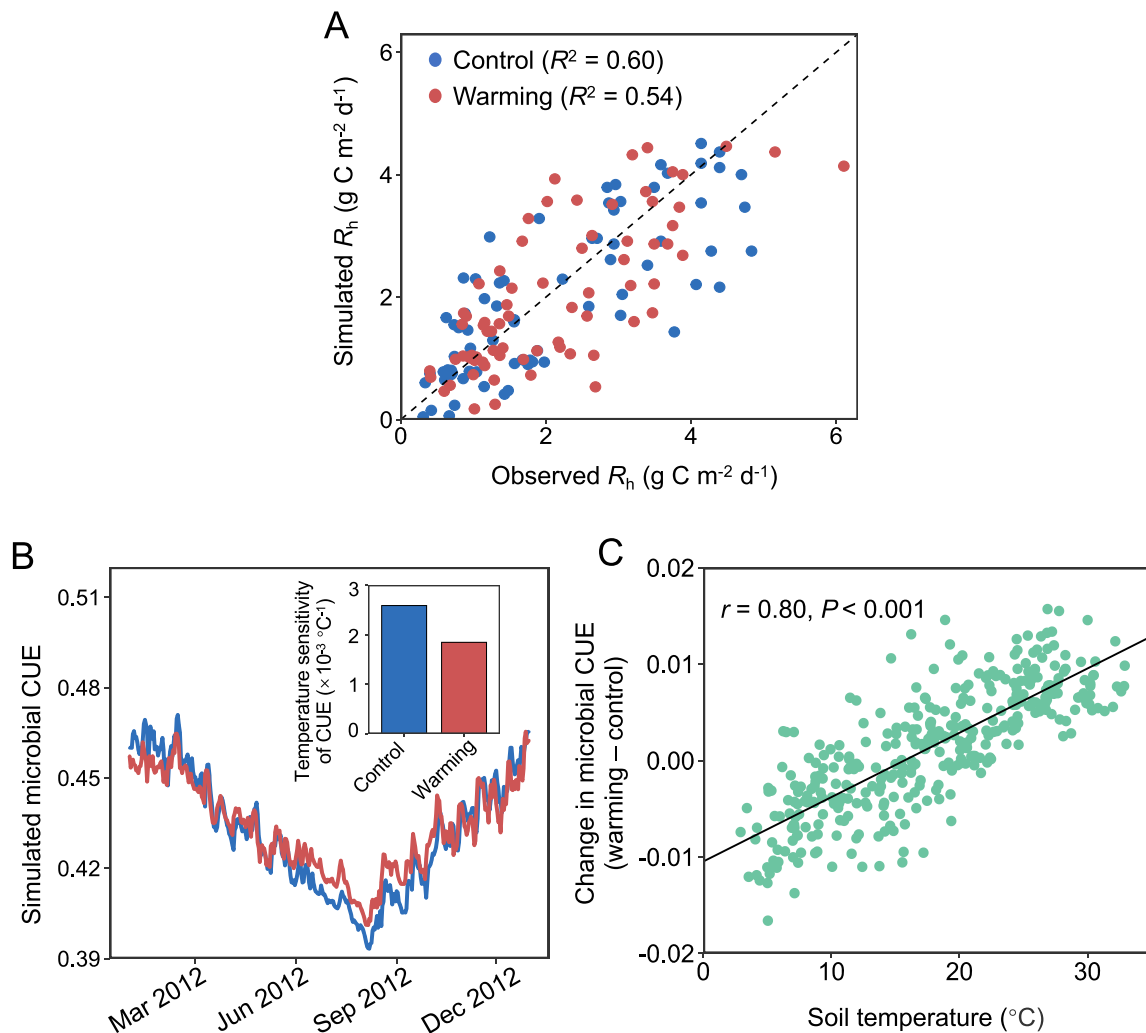 A
Simulated Rh (g C m-2 d-1)
6
4
2
0
Control (R2 = 0.60)
Warming (R2 = 0.54)
0 2 4 6
Observed Rh (g C m-2 d-1)
B
Simulated microbial CUE
0.51
0.48
0.45
0.42
0.39
Mar 2012
Jun 2012
Sep 2012
Dec 2012
Temperature sensitivity
of CUE (× 10-3 °C-1)
3
2
1
0
Control
Warming
C
Change in microbial CUE
(warming – control)
0.02
0.01
0.00
-0.01
-0.02
r = 0.80, P < 0.001
0 10 20 30
Soil temperature (°C)